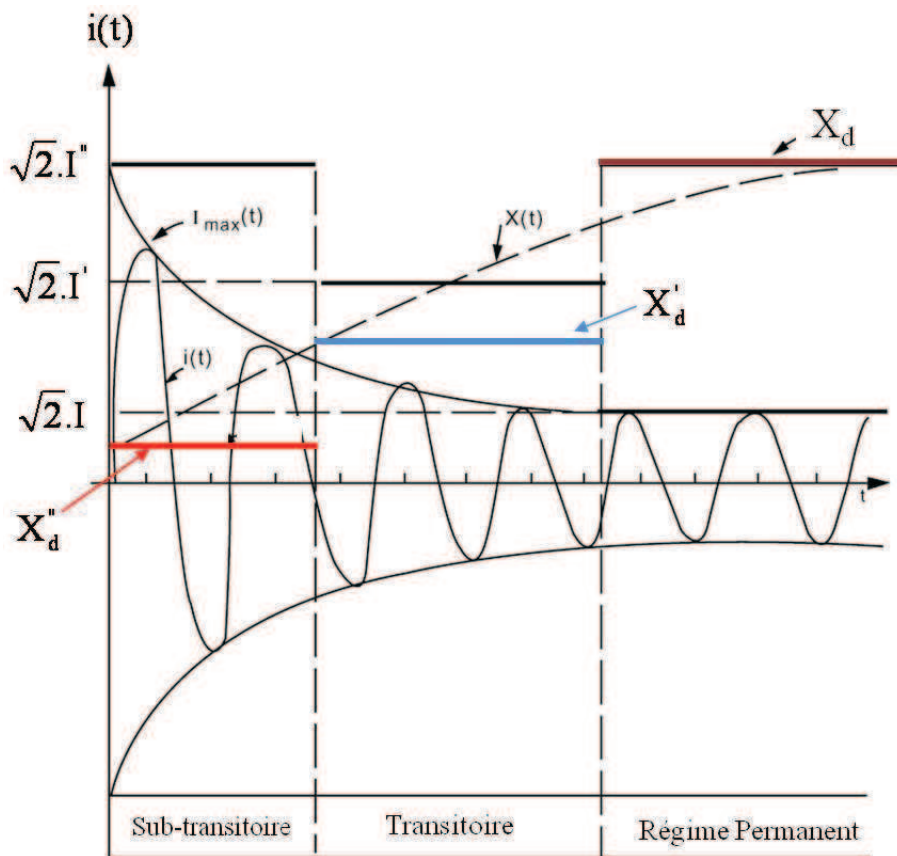 i(t)
√2.I"
X_d
I_max(t)
X(t)
√2.I'
X'_d
i(t)
√2.I
t
X"_d
Sub-transitoire
Transitoire
Régime Permanent